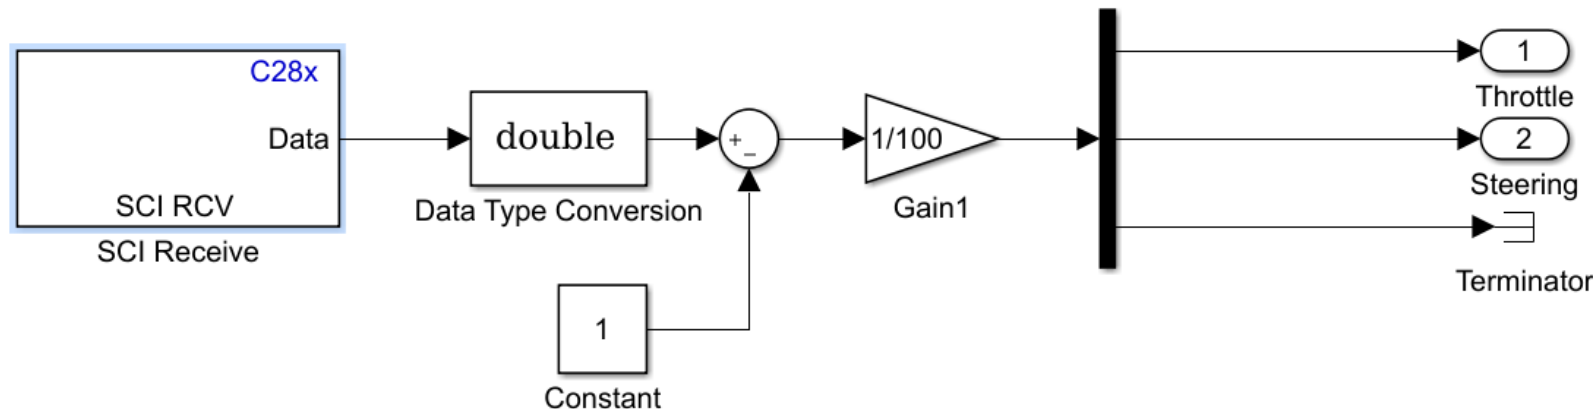 C28x
Data
SCI RCV
SCI Receive
double
Data Type Conversion
+
−
1
Constant
1/100
Gain1
1
Throttle
2
Steering
Terminator